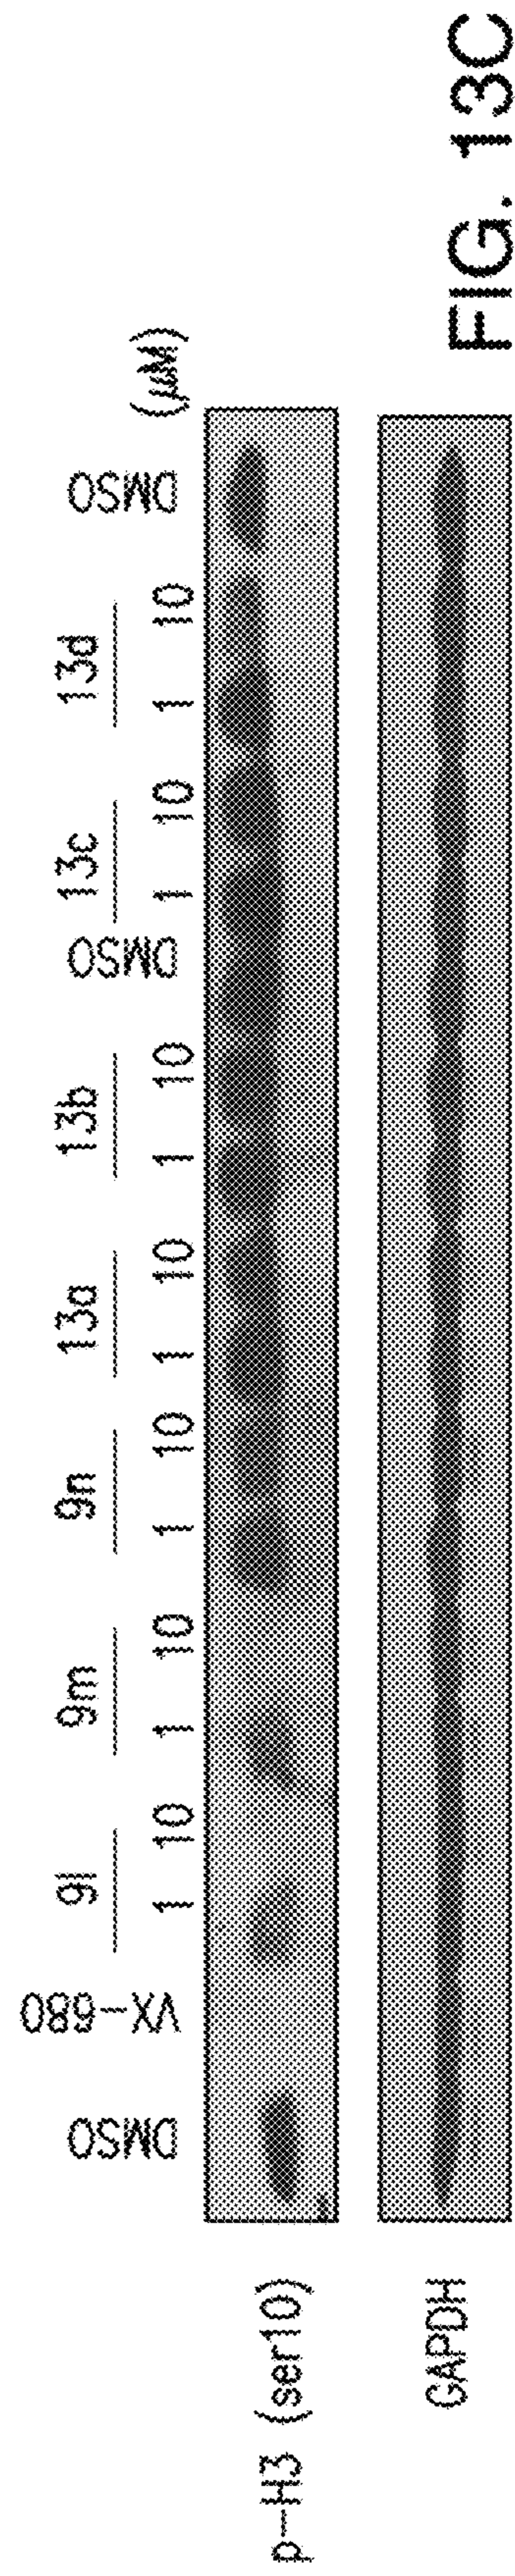 DMSO VX-680 9l 9m 9n 13a 13b DMSO 13c 13d DMSO
1 10 1 10 1 10 1 10 1 10 1 10 1 10 (µM)
p-H3 (ser10)
GAPDH
FIG. 13C